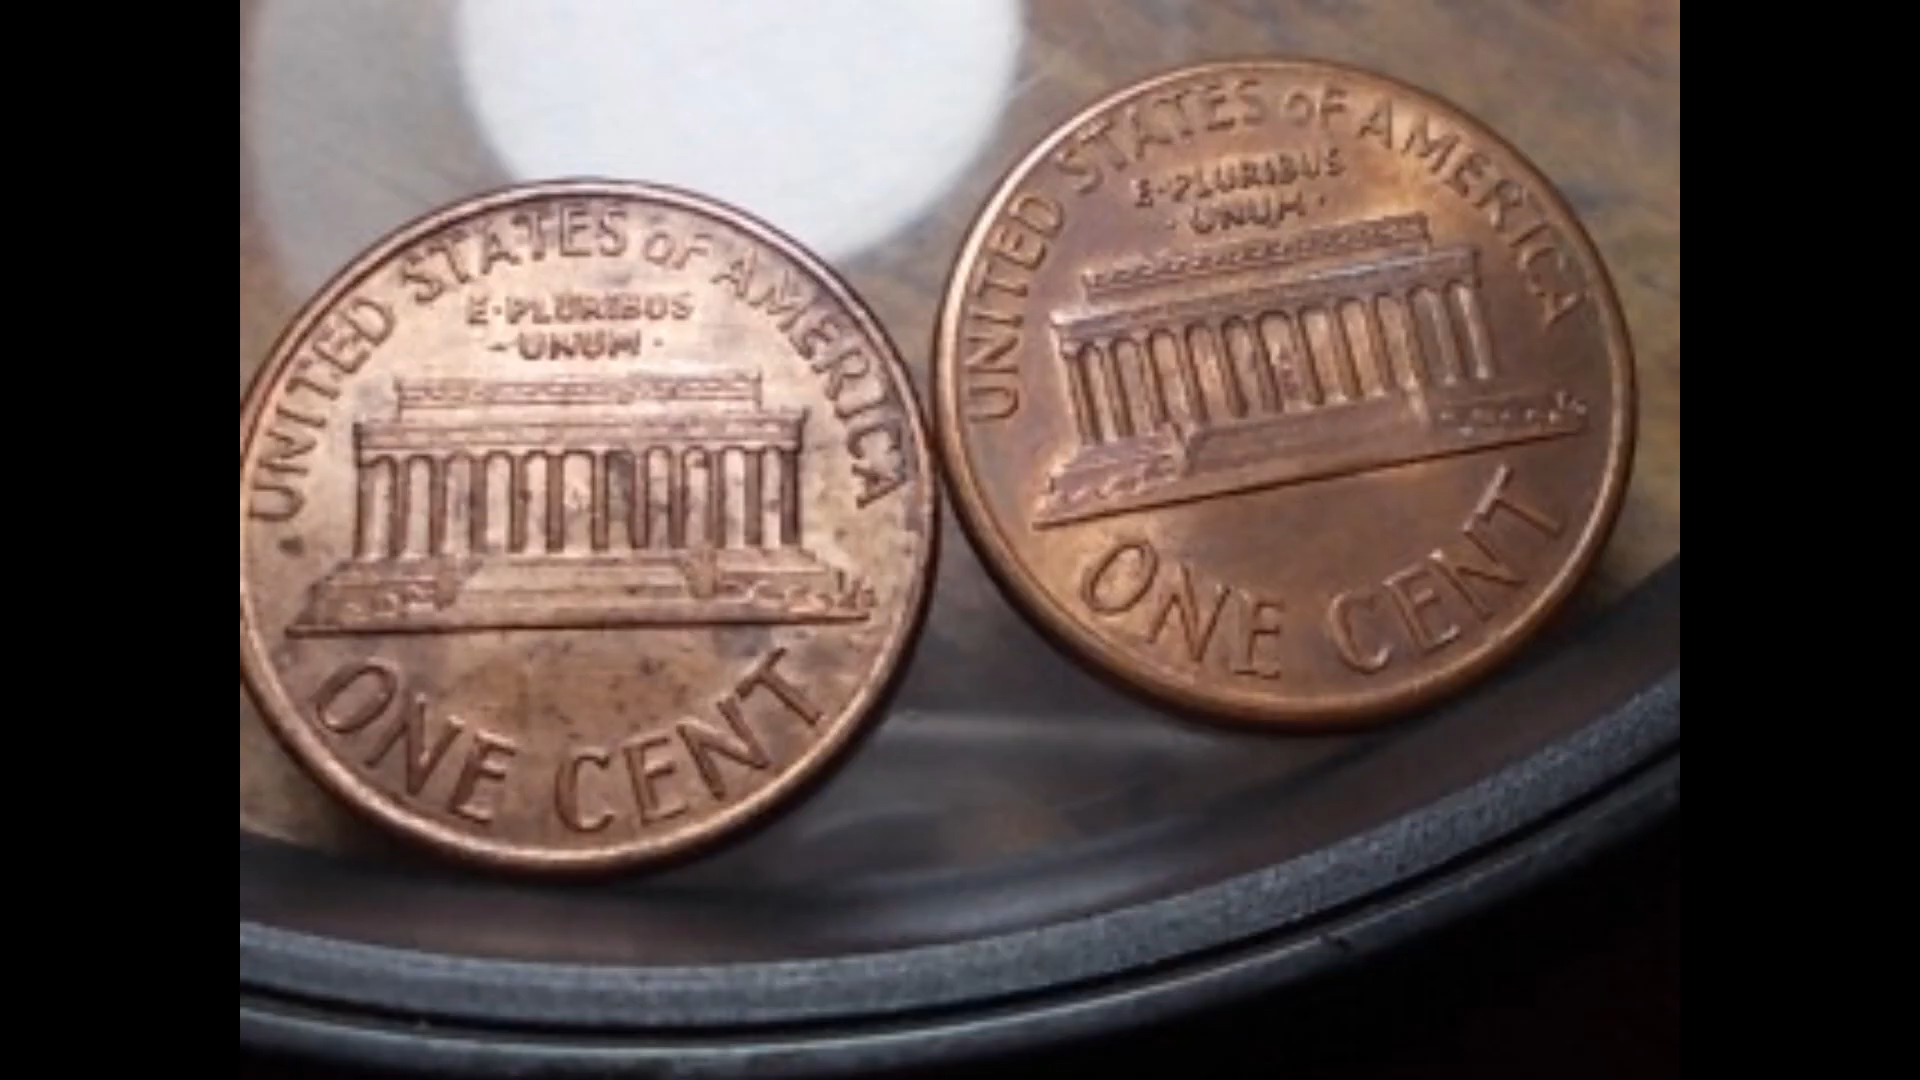 UNITED STATES OF AMERICA
E·PLURIBUS
·UNUM·
ONE CENT
UNITED STATES OF AMERICA
E·PLURIBUS
·UNUM·
ONE CENT